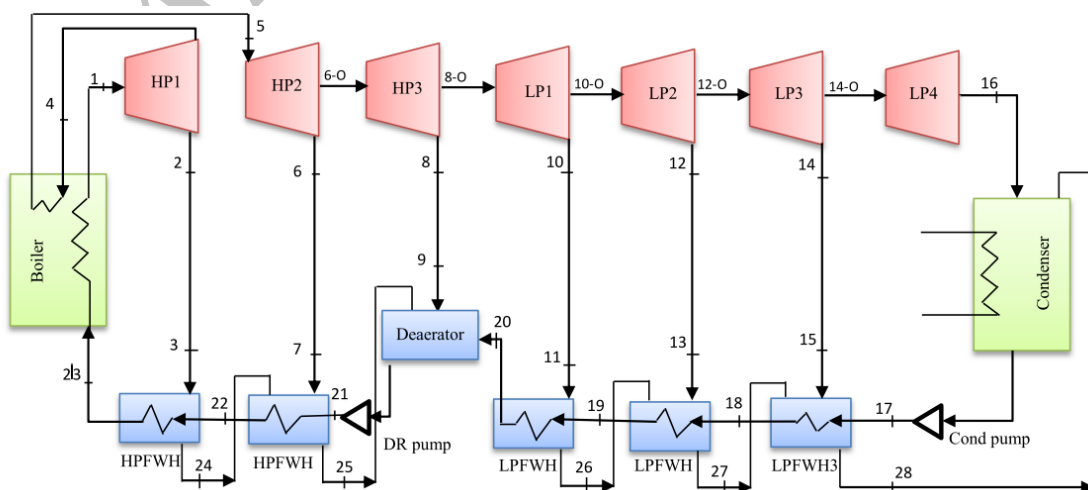 5
1
HP1
HP2
6-O
HP3
8-O
LP1
10-O
LP2
12-O
LP3
14-O
LP4
16
4
2
6
8
10
12
14
Boiler
Condenser
9
3
7
Deaerator
20
11
13
15
23
22
21
19
18
17
DR pump
Cond pump
HPFWH
24
HPFWH
25
LPFWH
26
LPFWH
27
LPFWH3
28